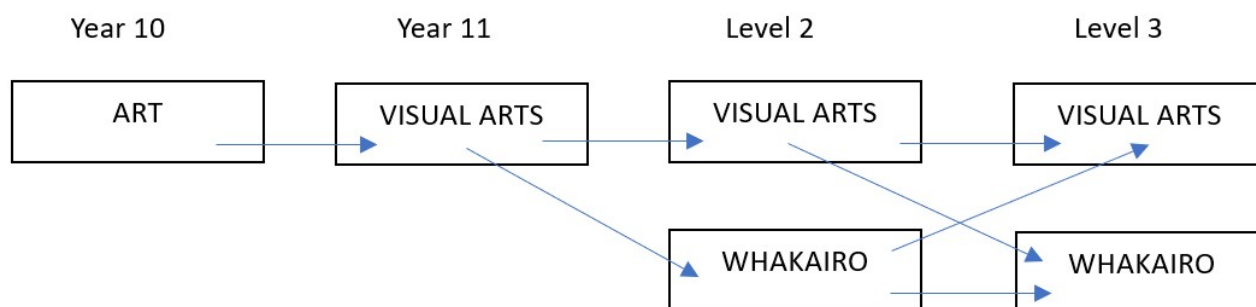 Year 10 Year 11 Level 2 Level 3
ART VISUAL ARTS VISUAL ARTS VISUAL ARTS
WHAKAIRO WHAKAIRO